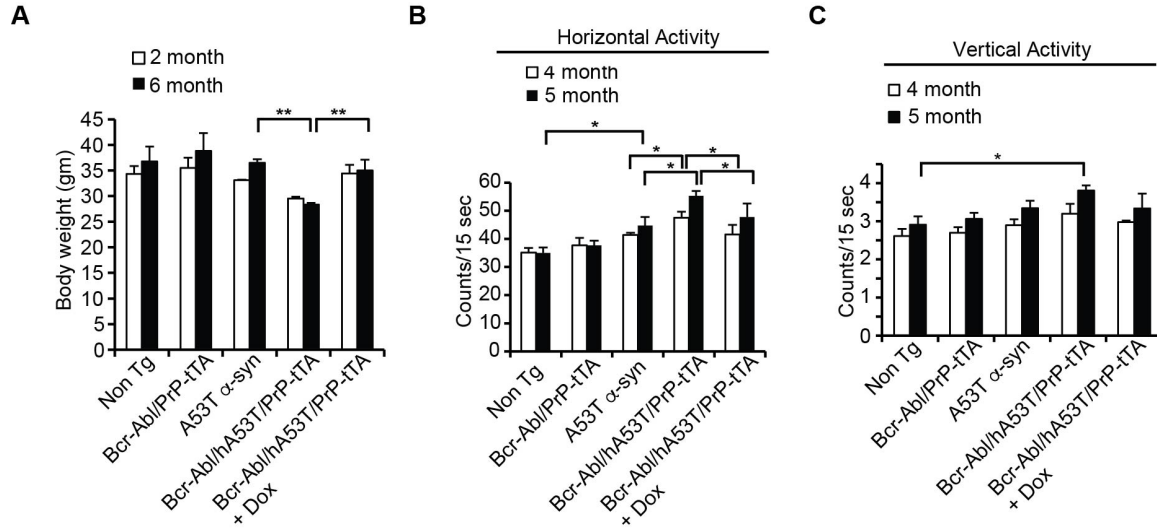 A
2 month
6 month
**
**
Body weight (gm)
45
40
35
30
25
20
15
10
5
0
Non Tg
Bcr-Abl/PrP-tTA
A53T α-syn
Bcr-Abl/hA53T/PrP-tTA
Bcr-Abl/hA53T/PrP-tTA
+ Dox
B
Horizontal Activity
4 month
5 month
*
*
*
*
*
Counts/15 sec
60
50
40
30
20
10
0
Non Tg
Bcr-Abl/PrP-tTA
A53T α-syn
Bcr-Abl/hA53T/PrP-tTA
Bcr-Abl/hA53T/PrP-tTA
+ Dox
C
Vertical Activity
4 month
5 month
*
Counts/15 sec
4
3
2
2
1
1
0
Non Tg
Bcr-Abl/PrP-tTA
A53T α-syn
Bcr-Abl/hA53T/PrP-tTA
Bcr-Abl/hA53T/PrP-tTA
+ Dox